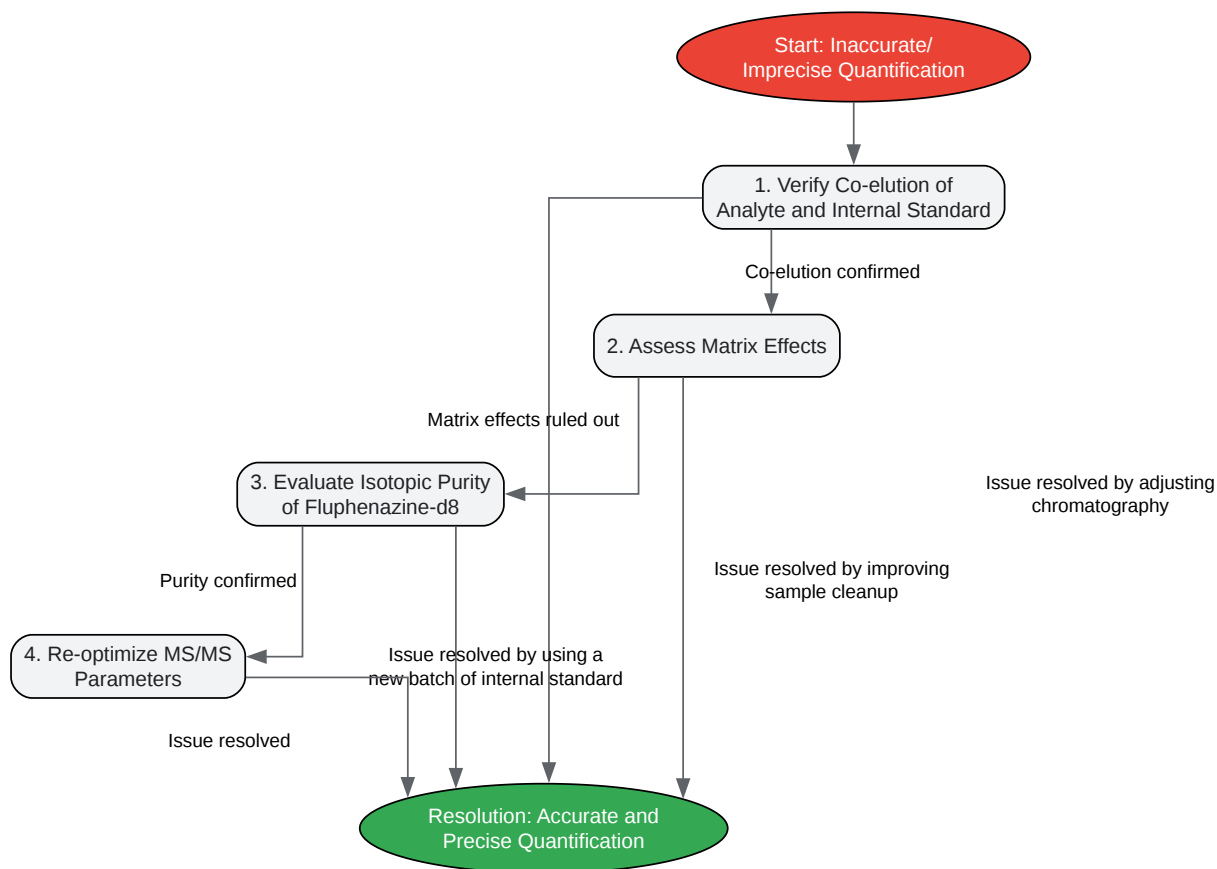 Start: Inaccurate/
Imprecise Quantification
1. Verify Co-elution of
Analyte and Internal Standard
Co-elution confirmed
2. Assess Matrix Effects
Matrix effects ruled out
3. Evaluate Isotopic Purity
of Fluphenazine-d8
Issue resolved by adjusting
chromatography
Purity confirmed
Issue resolved by improving
sample cleanup
4. Re-optimize MS/MS
Parameters
Issue resolved by using a
new batch of internal standard
Issue resolved
Resolution: Accurate and
Precise Quantification